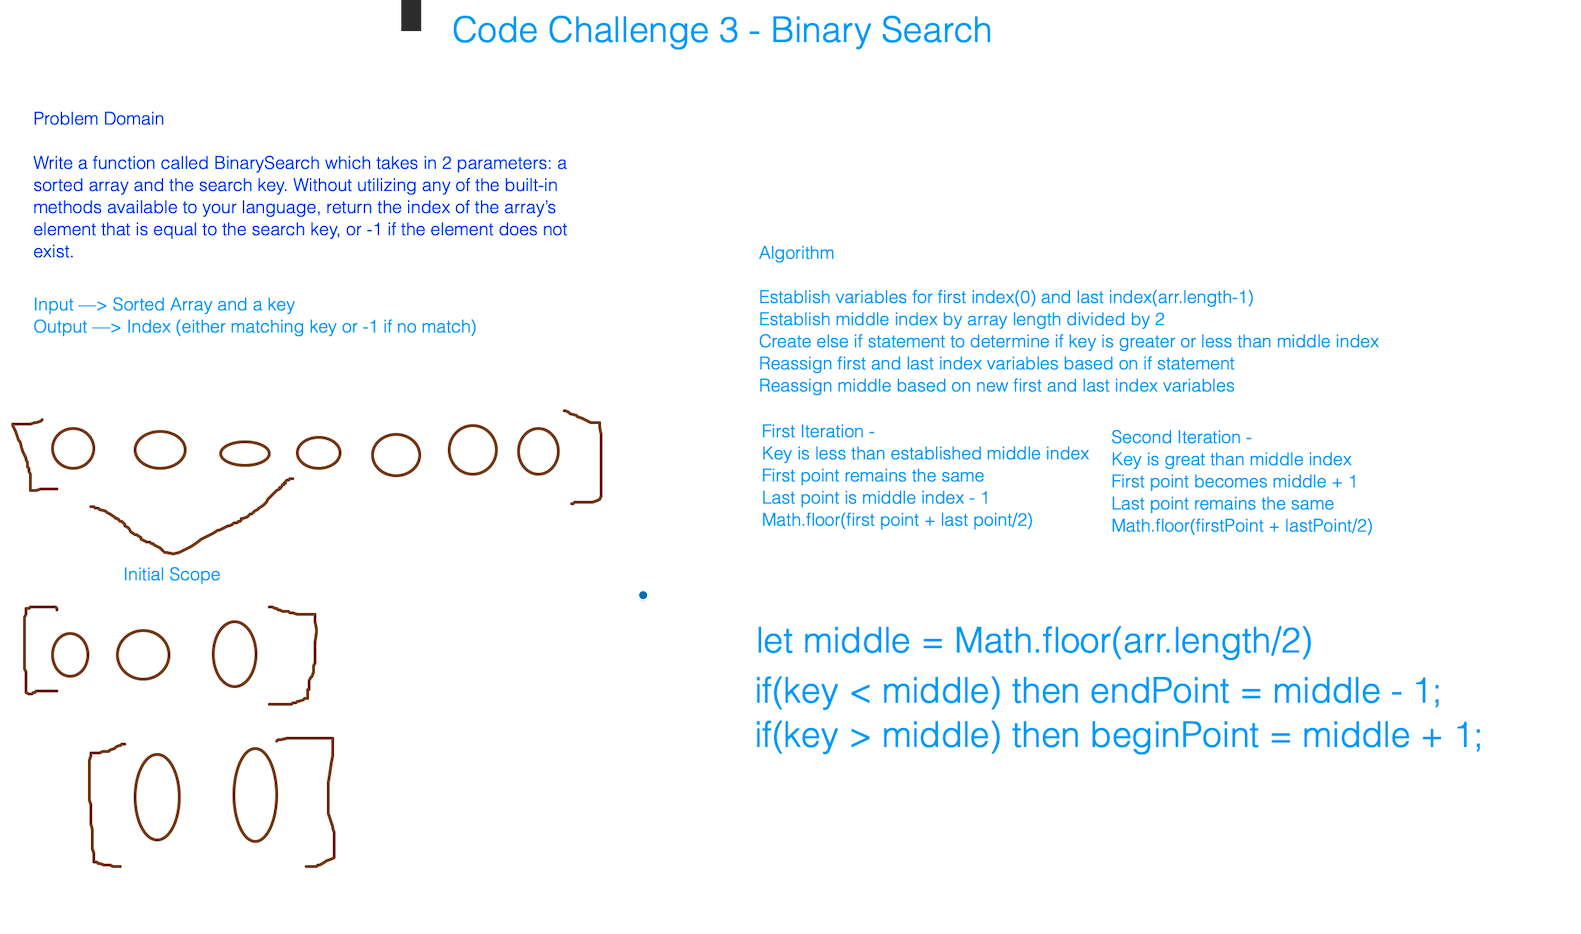 Code Challenge 3 - Binary Search
Problem Domain
Write a function called BinarySearch which takes in 2 parameters: a
sorted array and the search key. Without utilizing any of the built-in
methods available to your language, return the index of the array’s
element that is equal to the search key, or -1 if the element does not
exist.
Input —> Sorted Array and a key
Output —> Index (either matching key or -1 if no match)
Initial Scope
Algorithm
Establish variables for first index(0) and last index(arr.length-1)
Establish middle index by array length divided by 2
Create else if statement to determine if key is greater or less than middle index
Reassign first and last index variables based on if statement
Reassign middle based on new first and last index variables
First Iteration -
Key is less than established middle index
First point remains the same
Last point is middle index - 1
Math.floor(first point + last point/2)
Second Iteration -
Key is great than middle index
First point becomes middle + 1
Last point remains the same
Math.floor(firstPoint + lastPoint/2)
let middle = Math.floor(arr.length/2)
if(key < middle) then endPoint = middle - 1;
if(key > middle) then beginPoint = middle + 1;